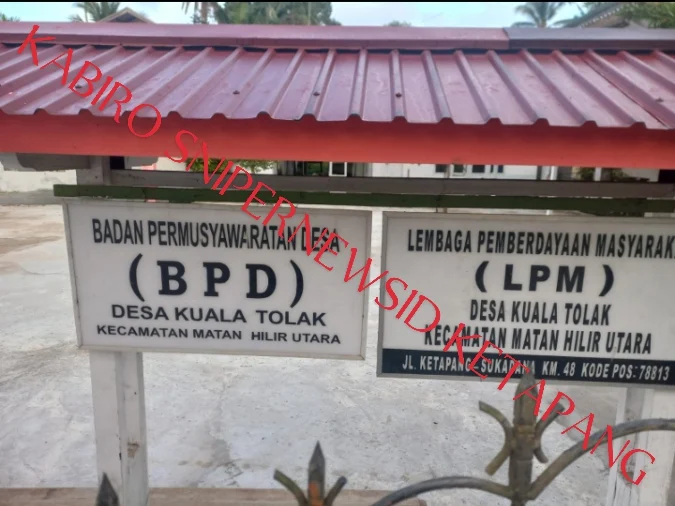 KABIRO SNIPERNEWSID KETAPANG
BADAN PERMUSYAWARATAN DESA
(BPD)
DESA KUALA TOLAK
KECAMATAN MATAN HILIR UTARA
LEMBAGA PEMBERDAYAAN MASYARAK
(LPM)
DESA KUALA TOLAK
KECAMATAN MATAN HILIR UTARA
JL. KETAPANG-SUKADANA KM. 48 KODE POS: 78813